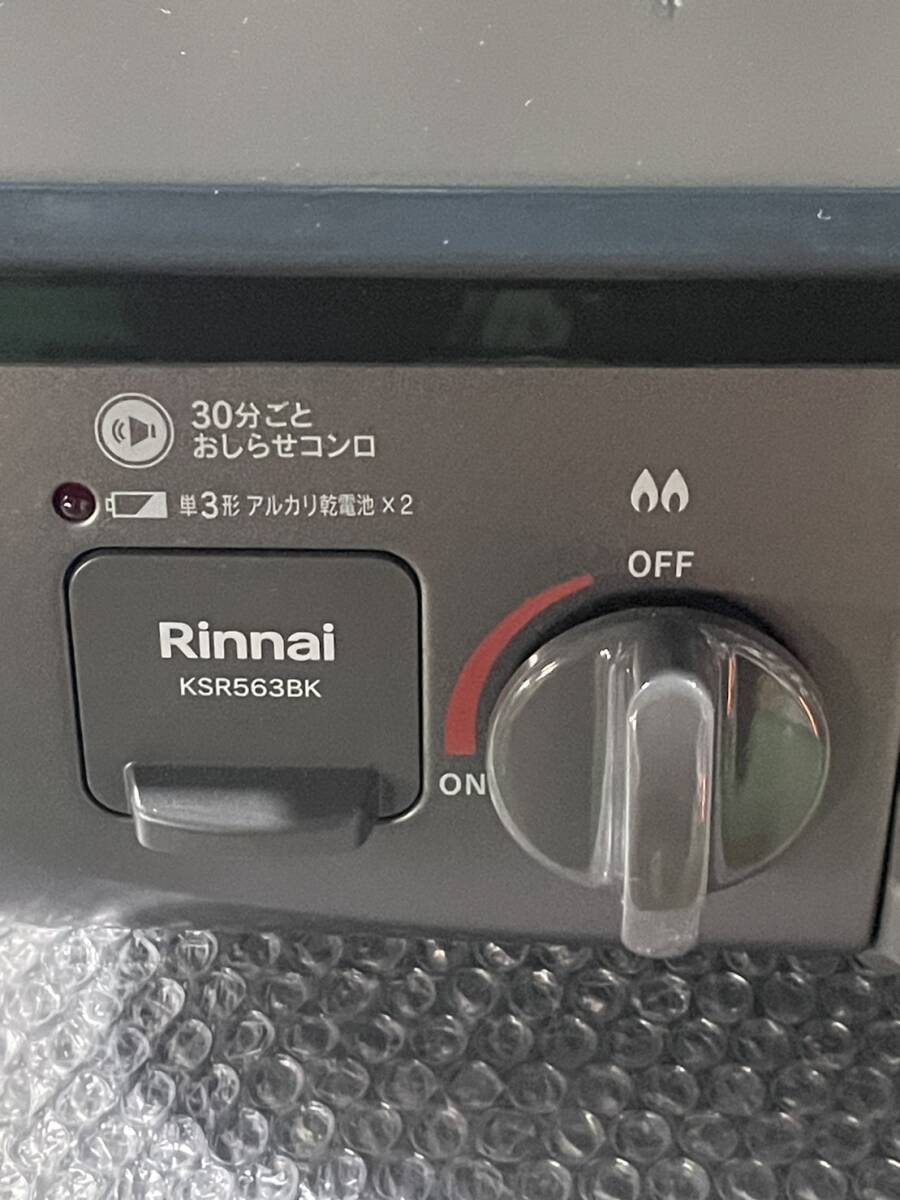 30分ごと
おしらせコンロ
単3形 アルカリ乾電池 ×2
OFF
Rinnai
KSR563BK
ON